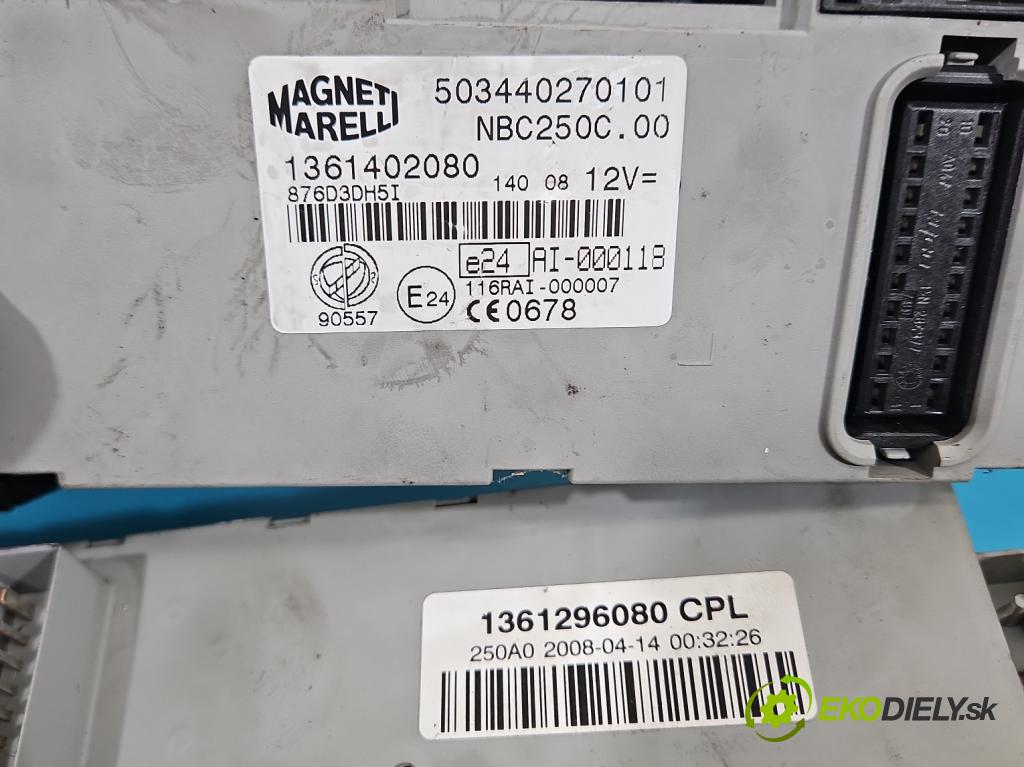 MAGNETI
MARELLI
503440270101
NBC250C.00
1361402080
876D3DH5I
140 08 12V=
e24 AI-000118
116RAI-000007
E24
90557
CE0678
1361296080 CPL
250A0 2008-04-14 00:32:26
EKODIELY.sk